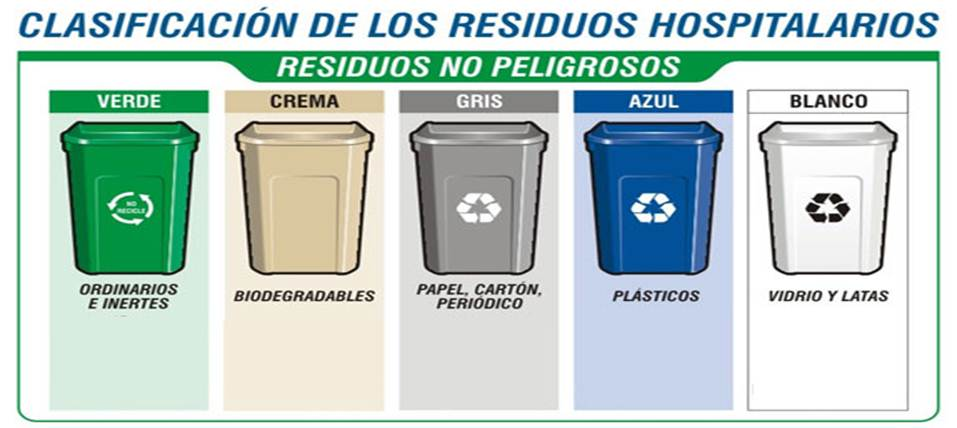 CLASIFICACIÓN DE LOS RESIDUOS HOSPITALARIOS
RESIDUOS NO PELIGROSOS
VERDE
NO
RECICLE
ORDINARIOS
E INERTES
CREMA
BIODEGRADABLES
GRIS
PAPEL, CARTÓN,
PERIÓDICO
AZUL
PLÁSTICOS
BLANCO
VIDRIO Y LATAS